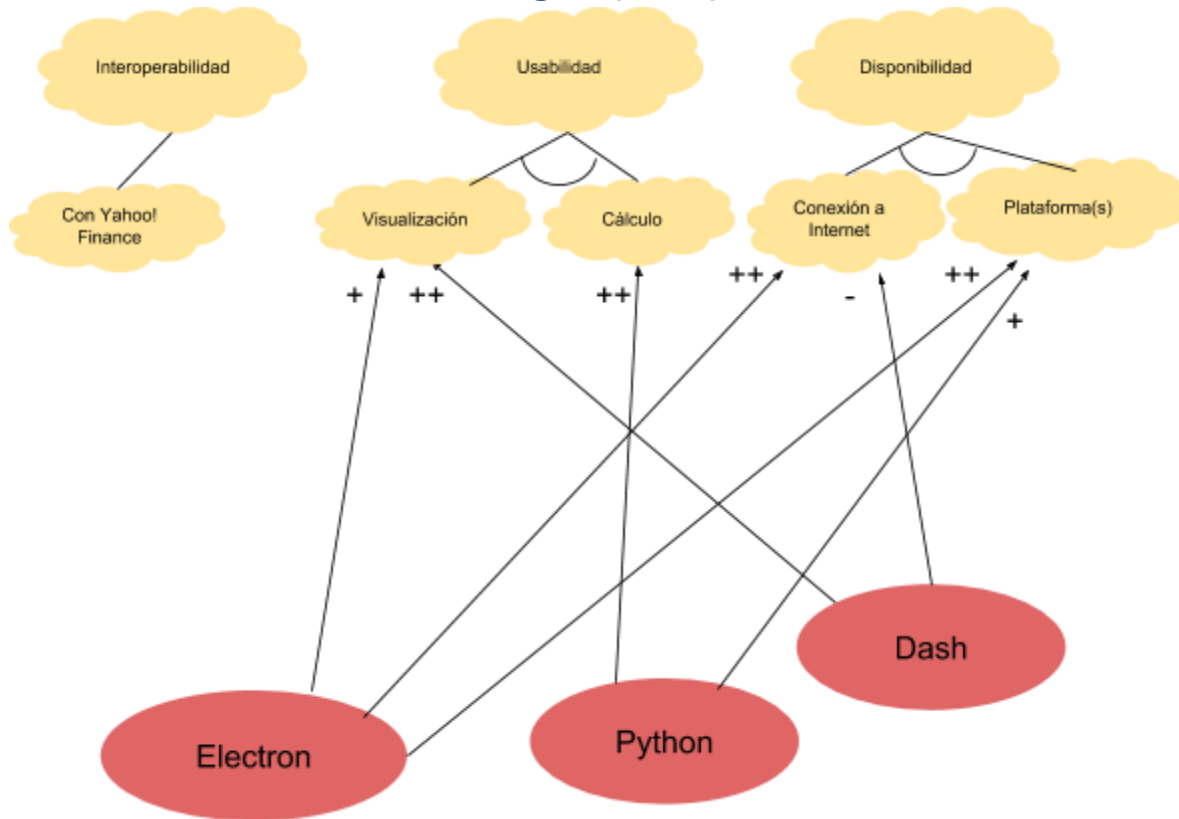 Interoperabilidad
Usabilidad
Disponibilidad
Con Yahoo!
Finance
Visualización
Cálculo
Conexión a
Internet
Plataforma(s)
+
++
++
++
-
++
+
Dash
Electron
Python